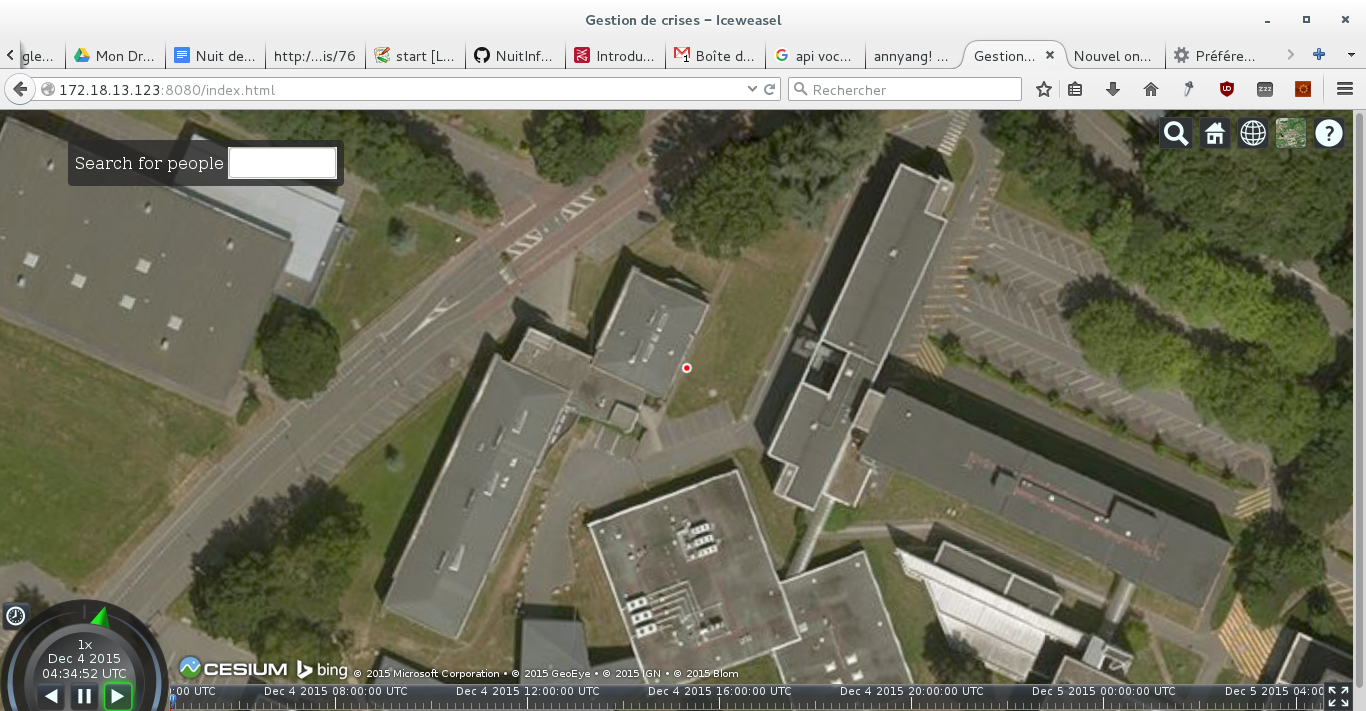 Gestion de crises – Iceweasel
gle...
Mon Dr...
Nuit de...
http:/...is/76
start [L...
NuitInf...
Introdu...
Boîte d...
api voc...
annyang! ...
Gestion...
Nouvel on...
Préfére...
172.18.13.123:8080/index.html
Rechercher
Search for people
?
1x
Dec 4 2015
04:34:52 UTC
CESIUM bing © 2015 Microsoft Corporation • © 2015 GeoEye • © 2015 IGN • © 2015 Blom
:00 UTC
Dec 4 2015 08:00:00 UTC
Dec 4 2015 12:00:00 UTC
Dec 4 2015 16:00:00 UTC
Dec 4 2015 20:00:00 UTC
Dec 5 2015 00:00:00 UTC
Dec 5 2015 04:00